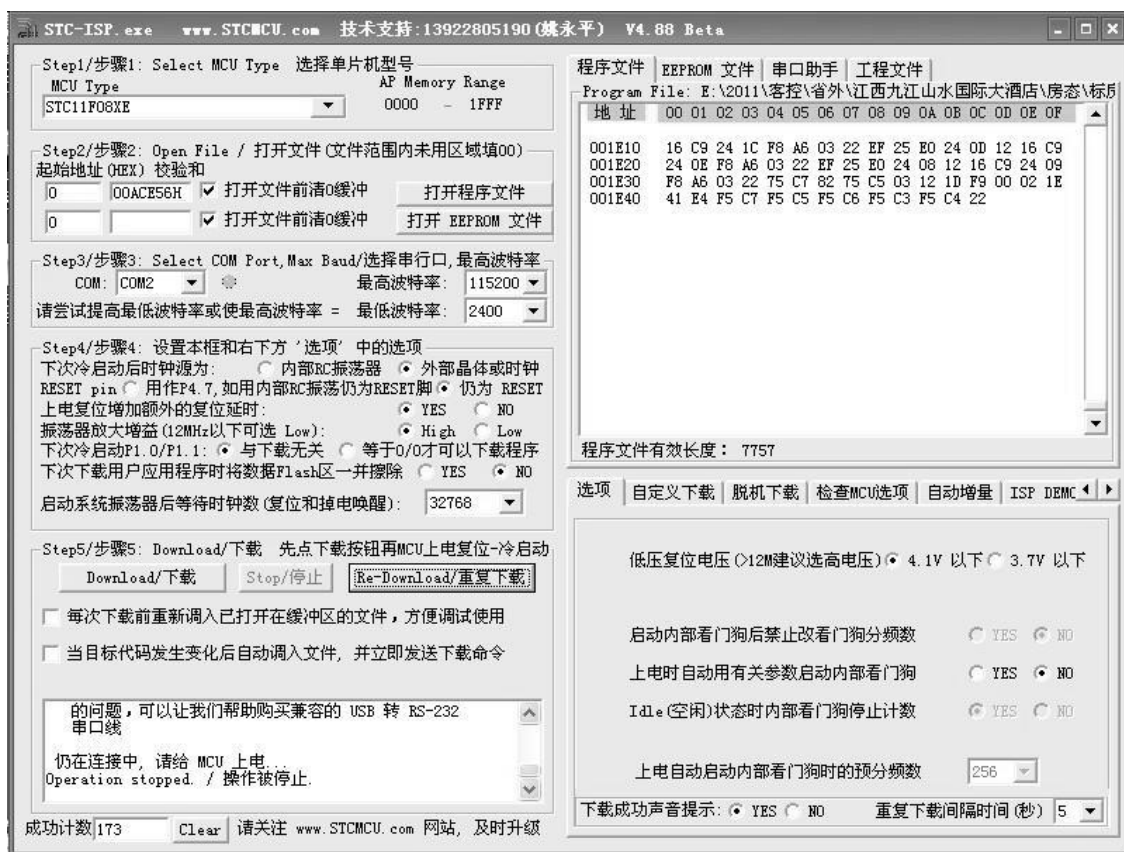 STC-ISP.exe www.STCMCU.com 技术支持:13922805190(姚永平) V4.88 Beta
Step1/步骤1: Select MCU Type 选择单片机型号
MCU Type AP Memory Range
STC11F08XE 0000 - 1FFF
Step2/步骤2: Open File / 打开文件(文件范围内未用区域填00)
起始地址(HEX) 校验和
0 00ACE56H 打开文件前清0缓冲 打开程序文件
0 打开文件前清0缓冲 打开 EEPROM 文件
Step3/步骤3: Select COM Port,Max Baud/选择串行口,最高波特率
COM: COM2 最高波特率: 115200
请尝试提高最低波特率或使最高波特率 = 最低波特率: 2400
Step4/步骤4: 设置本框和右下方 '选项' 中的选项
下次冷启动后时钟源为: 内部RC振荡器 外部晶体或时钟
RESET pin 用作P4.7,如用内部RC振荡仍为RESET脚 仍为 RESET
上电复位增加额外的复位延时: YES NO
振荡器放大增益(12MHz以下可选 Low): High Low
下次冷启动P1.0/P1.1: 与下载无关 等于0/0才可以下载程序
下次下载用户应用程序时将数据Flash区一并擦除 YES NO
启动系统振荡器后等待时钟数(复位和掉电唤醒): 32768
Step5/步骤5: Download/下载 先点下载按钮再MCU上电复位-冷启动
Download/下载 Stop/停止 Re-Download/重复下载
每次下载前重新调入已打开在缓冲区的文件，方便调试使用
当目标代码发生变化后自动调入文件, 并立即发送下载命令
的问题，可以让我们帮助购买兼容的 USB 转 RS-232
串口线
仍在连接中, 请给 MCU 上电...
Operation stopped. / 操作被停止.
成功计数 173 Clear 请关注 www.STCMCU.com 网站, 及时升级
程序文件 EEPROM 文件 串口助手 工程文件
Program File: E:\2011\客控\省外\江西九江山水国际大酒店\房态\标房
地 址 00 01 02 03 04 05 06 07 08 09 0A 0B 0C 0D 0E 0F
001E10 16 C9 24 1C F8 A6 03 22 EF 25 E0 24 0D 12 16 C9
001E20 24 0E F8 A6 03 22 EF 25 E0 24 08 12 16 C9 24 09
001E30 F8 A6 03 22 75 C7 82 75 C5 03 12 1D F9 00 02 1E
001E40 41 E4 F5 C7 F5 C5 F5 C6 F5 C3 F5 C4 22
程序文件有效长度： 7757
选项 自定义下载 脱机下载 检查MCU选项 自动增量 ISP DEMC
低压复位电压(>12M建议选高电压) 4.1V 以下 3.7V 以下
启动内部看门狗后禁止改看门狗分频数 YES NO
上电时自动用有关参数启动内部看门狗 YES NO
Idle(空闲)状态时内部看门狗停止计数 YES NO
上电自动启动内部看门狗时的预分频数 256
下载成功声音提示: YES NO 重复下载间隔时间(秒) 5